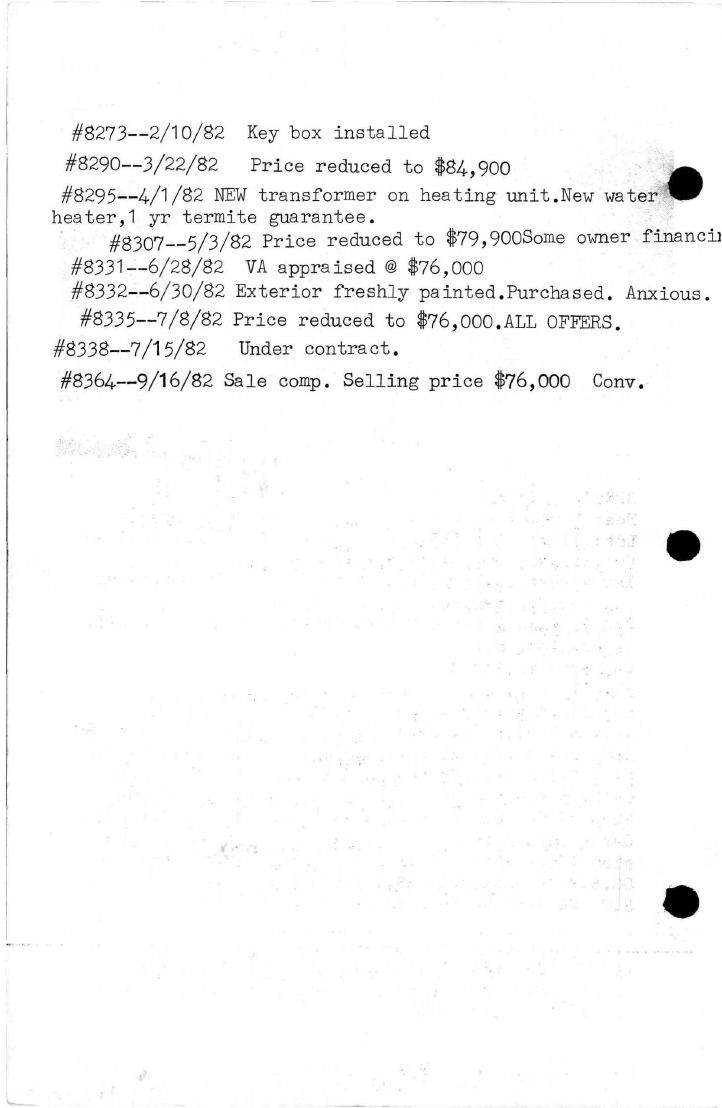 #8273--2/10/82 Key box installed
#8290--3/22/82 Price reduced to $84,900
#8295--4/1/82 NEW transformer on heating unit.New water
heater,1 yr termite guarantee.
#8307--5/3/82 Price reduced to $79,900Some owner financin
#8331--6/28/82 VA appraised @ $76,000
#8332--6/30/82 Exterior freshly painted.Purchased. Anxious.
#8335--7/8/82 Price reduced to $76,000.ALL OFFERS.
#8338--7/15/82 Under contract.
#8364--9/16/82 Sale comp. Selling price $76,000 Conv.